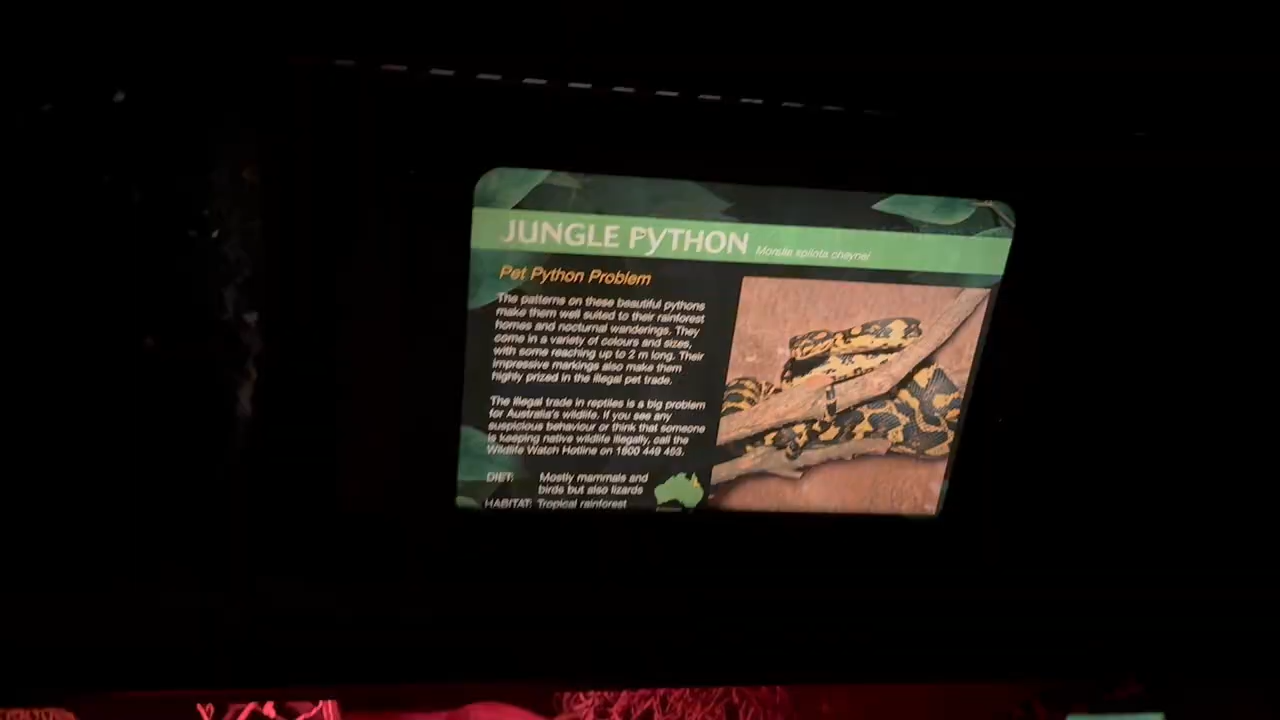 JUNGLE PYTHON Morelia spilota cheynei
Pet Python Problem
The patterns on these beautiful pythons
make them well suited to their rainforest
homes and nocturnal wanderings. They
come in a variety of colours and sizes,
with some reaching up to 2 m long. Their
impressive markings also make them
highly prized in the illegal pet trade.
The illegal trade in reptiles is a big problem
for Australia's wildlife. If you see any
suspicious behaviour or think that someone
is keeping native wildlife illegally, call the
Wildlife Watch Hotline on 1800 449 453.
DIET: Mostly mammals and
birds but also lizards
HABITAT: Tropical rainforest